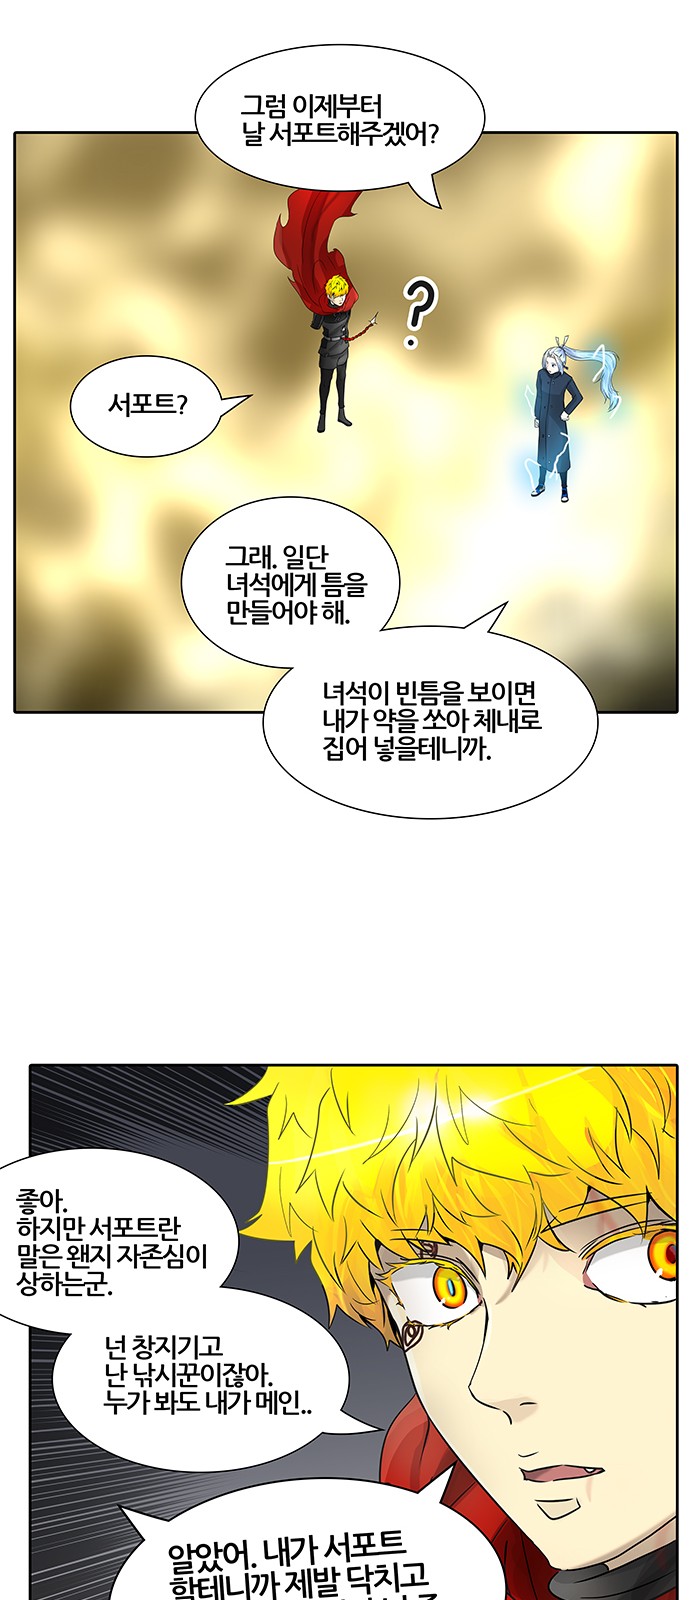 그럼 이제부터
날 서포트해주겠어?
?
서포트?
그래. 일단
녀석에게 틈을
만들어야 해.
녀석이 빈틈을 보이면
내가 약을 쏘아 체내로
집어 넣을테니까.
좋아.
하지만 서포트란
말은 왠지 자존심이
상하는군.
넌 창지기고
난 낚시꾼이잖아.
누가 봐도 내가 메인..
알았어. 내가 서포트
할테니까 제발 닥치고